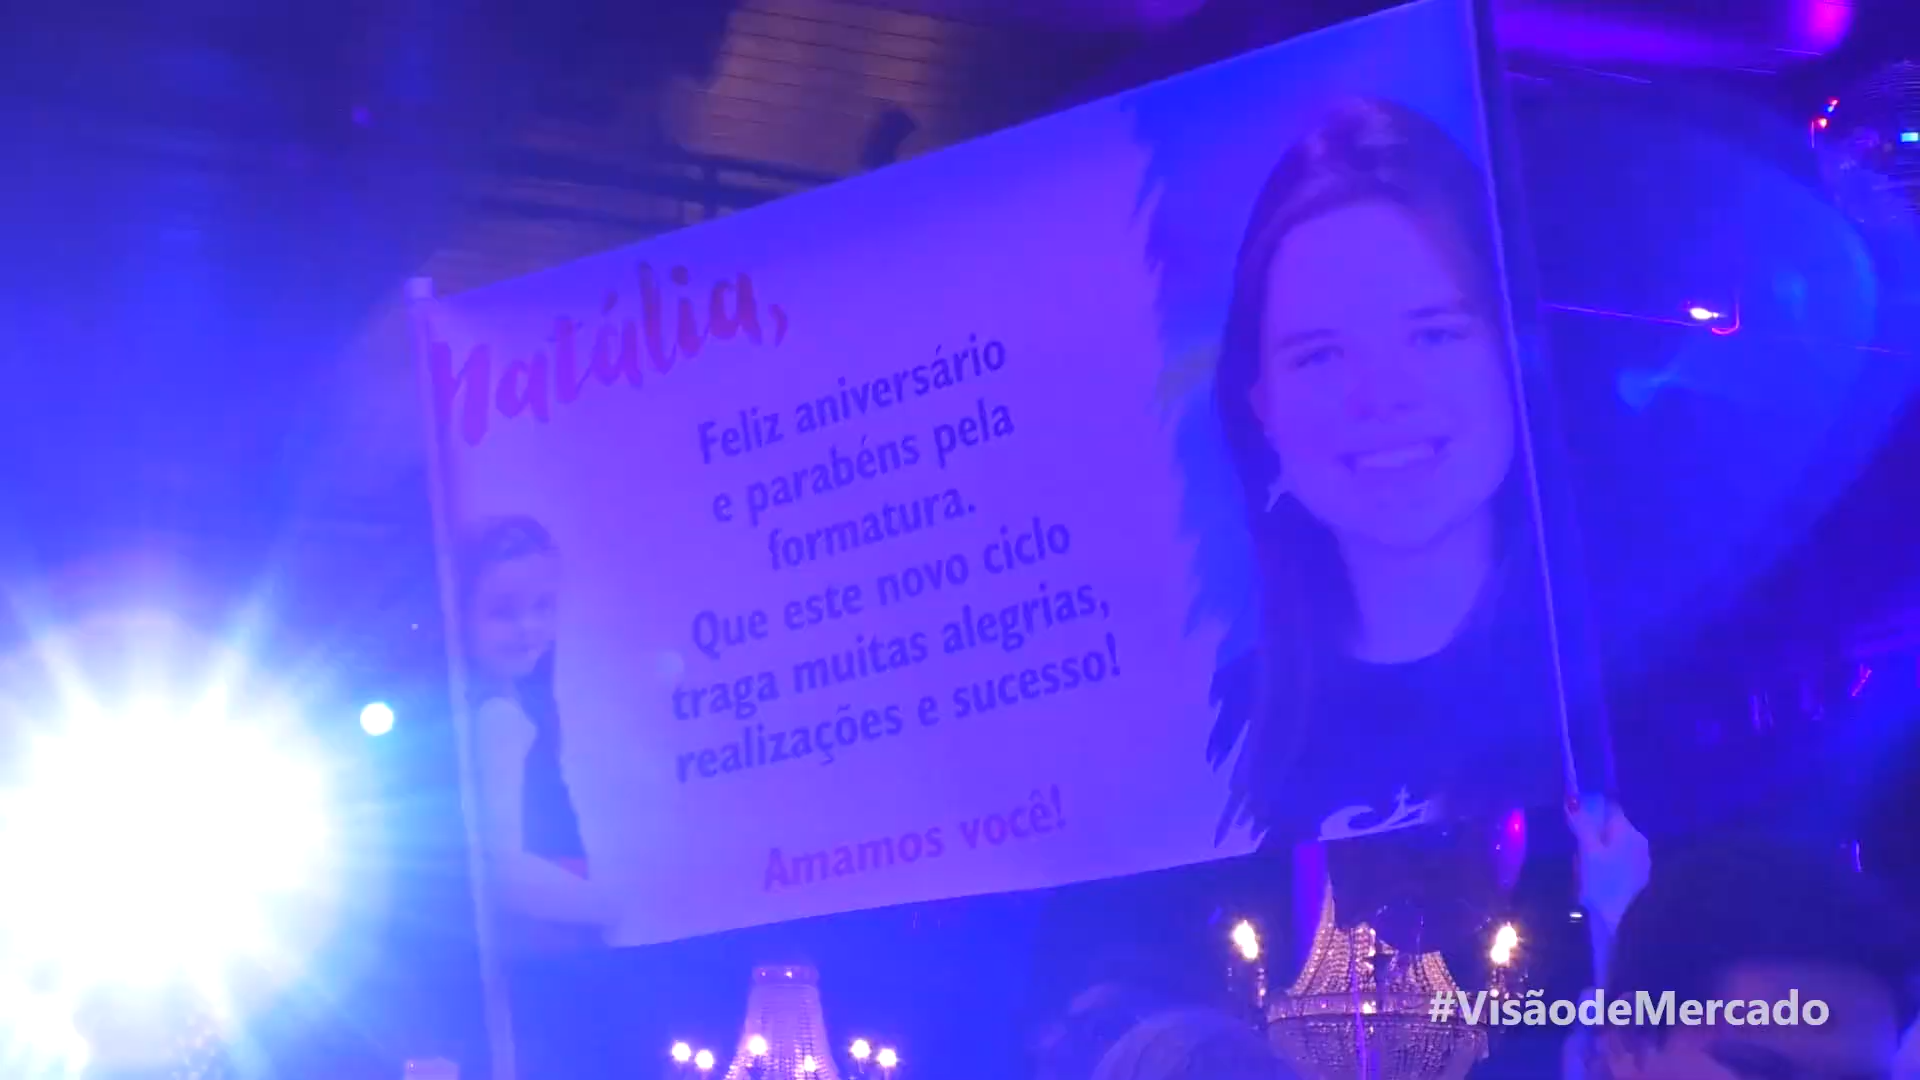 Natália,
Feliz aniversário
e parabéns pela
formatura.
Que este novo ciclo
traga muitas alegrias,
realizações e sucesso!
Amamos você!
#VisãodeMercado